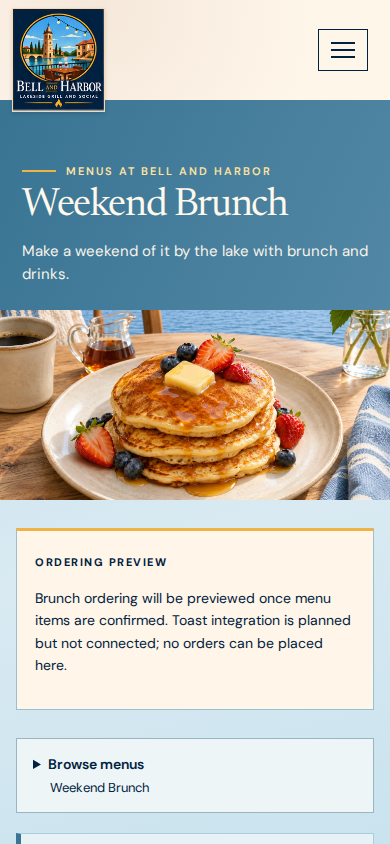 BELL AND HARBOR
LAKESIDE GRILL AND SOCIAL
MENUS AT BELL AND HARBOR
Weekend Brunch
Make a weekend of it by the lake with brunch and
drinks.
ORDERING PREVIEW
Brunch ordering will be previewed once menu
items are confirmed. Toast integration is planned
but not connected; no orders can be placed
here.
Browse menus
Weekend Brunch